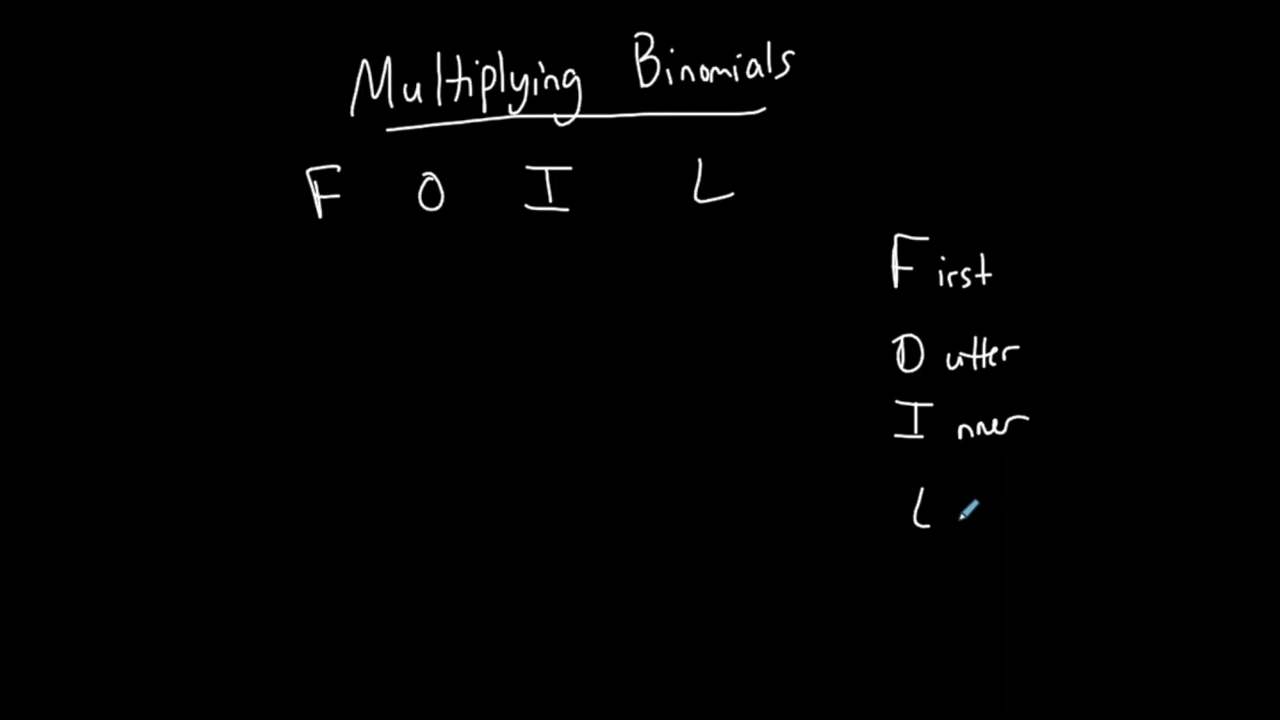 Multiplying Binomials
F O I L
First
Outter
Inner
L